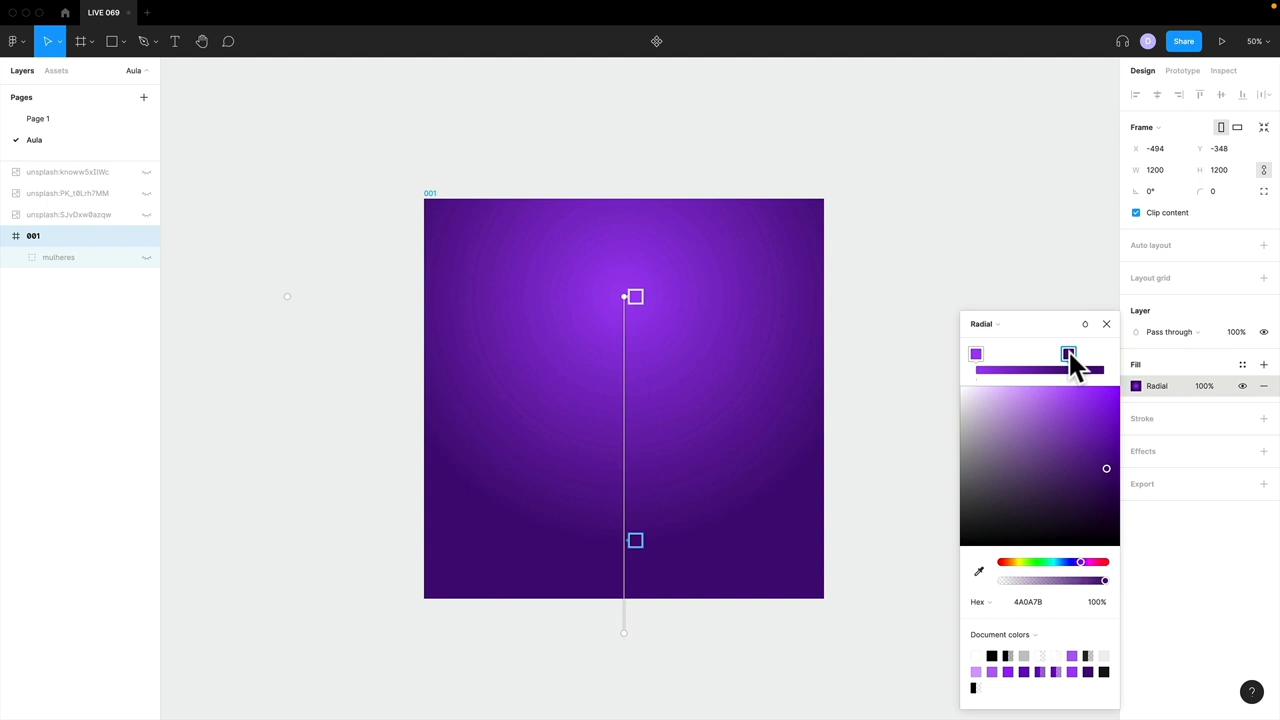 LIVE 069
Share
50%
Layers
Assets
Aula
Pages
Page 1
Aula
unsplash:knoww5xIlWc
unsplash:PK_t0Lrh7MM
unsplash:SJvDxw0azqw
001
mulheres
001
Design
Prototype
Inspect
Frame
X
-494
Y
-348
W
1200
H
1200
0°
0
Clip content
Auto layout
Layout grid
Layer
Pass through
100%
Fill
Radial
100%
Stroke
Effects
Export
Radial
Hex
4A0A7B
100%
Document colors
D
?